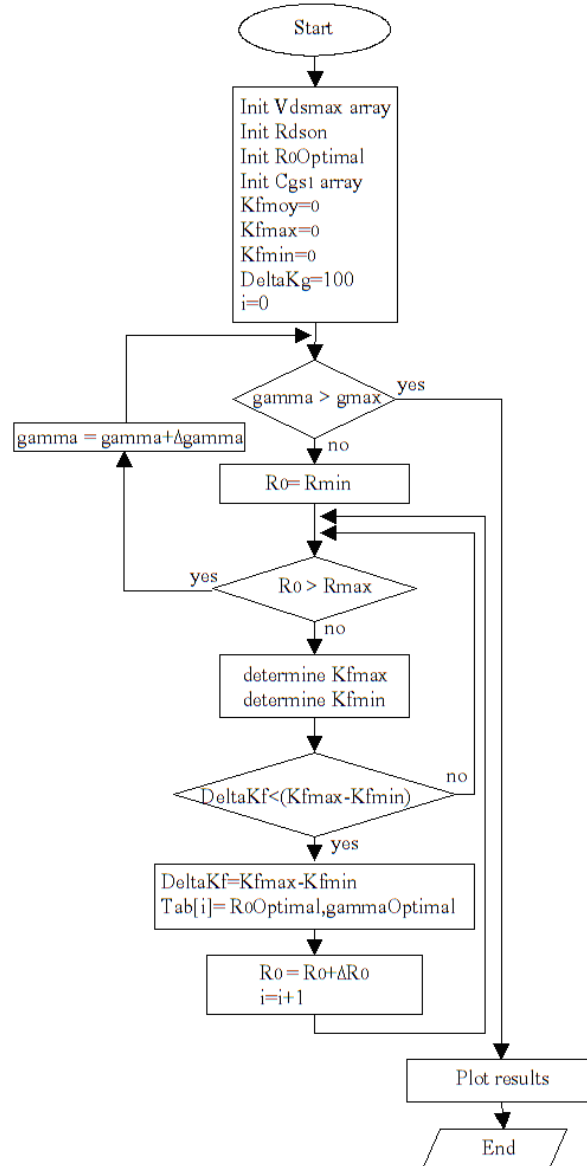 Start
Init Vdsmax array
Init Rdson
Init R0Optimal
Init Cgs1 array
Kfmoy=0
Kfmax=0
Kfmin=0
DeltaKg=100
i=0
gamma > gmax
yes
gamma = gamma+Δgamma
no
R0= Rmin
yes
R0 > Rmax
no
determine Kfmax
determine Kfmin
no
DeltaKf<(Kfmax-Kfmin)
yes
DeltaKf=Kfmax-Kfmin
Tab[i]= R0Optimal,gammaOptimal
R0 = R0+ΔR0
i=i+1
Plot results
End